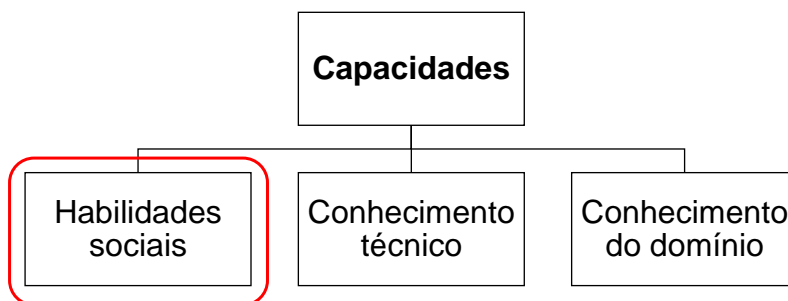 Capacidades
Habilidades
sociais
Conhecimento
técnico
Conhecimento
do domínio